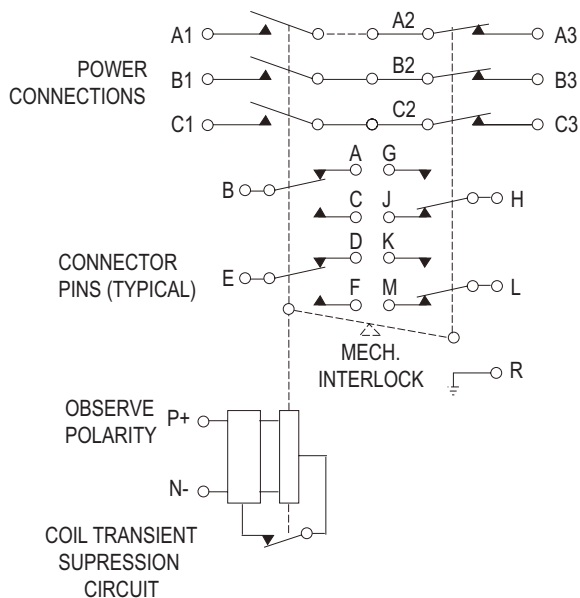 A1 A2 A3
POWER
CONNECTIONS
B1 B2 B3
C1 C2 C3
A G
B
C J
H
D K
CONNECTOR
PINS (TYPICAL)
E
F M
L
MECH.
INTERLOCK
R
OBSERVE
POLARITY
P+
N-
COIL TRANSIENT
SUPRESSION
CIRCUIT